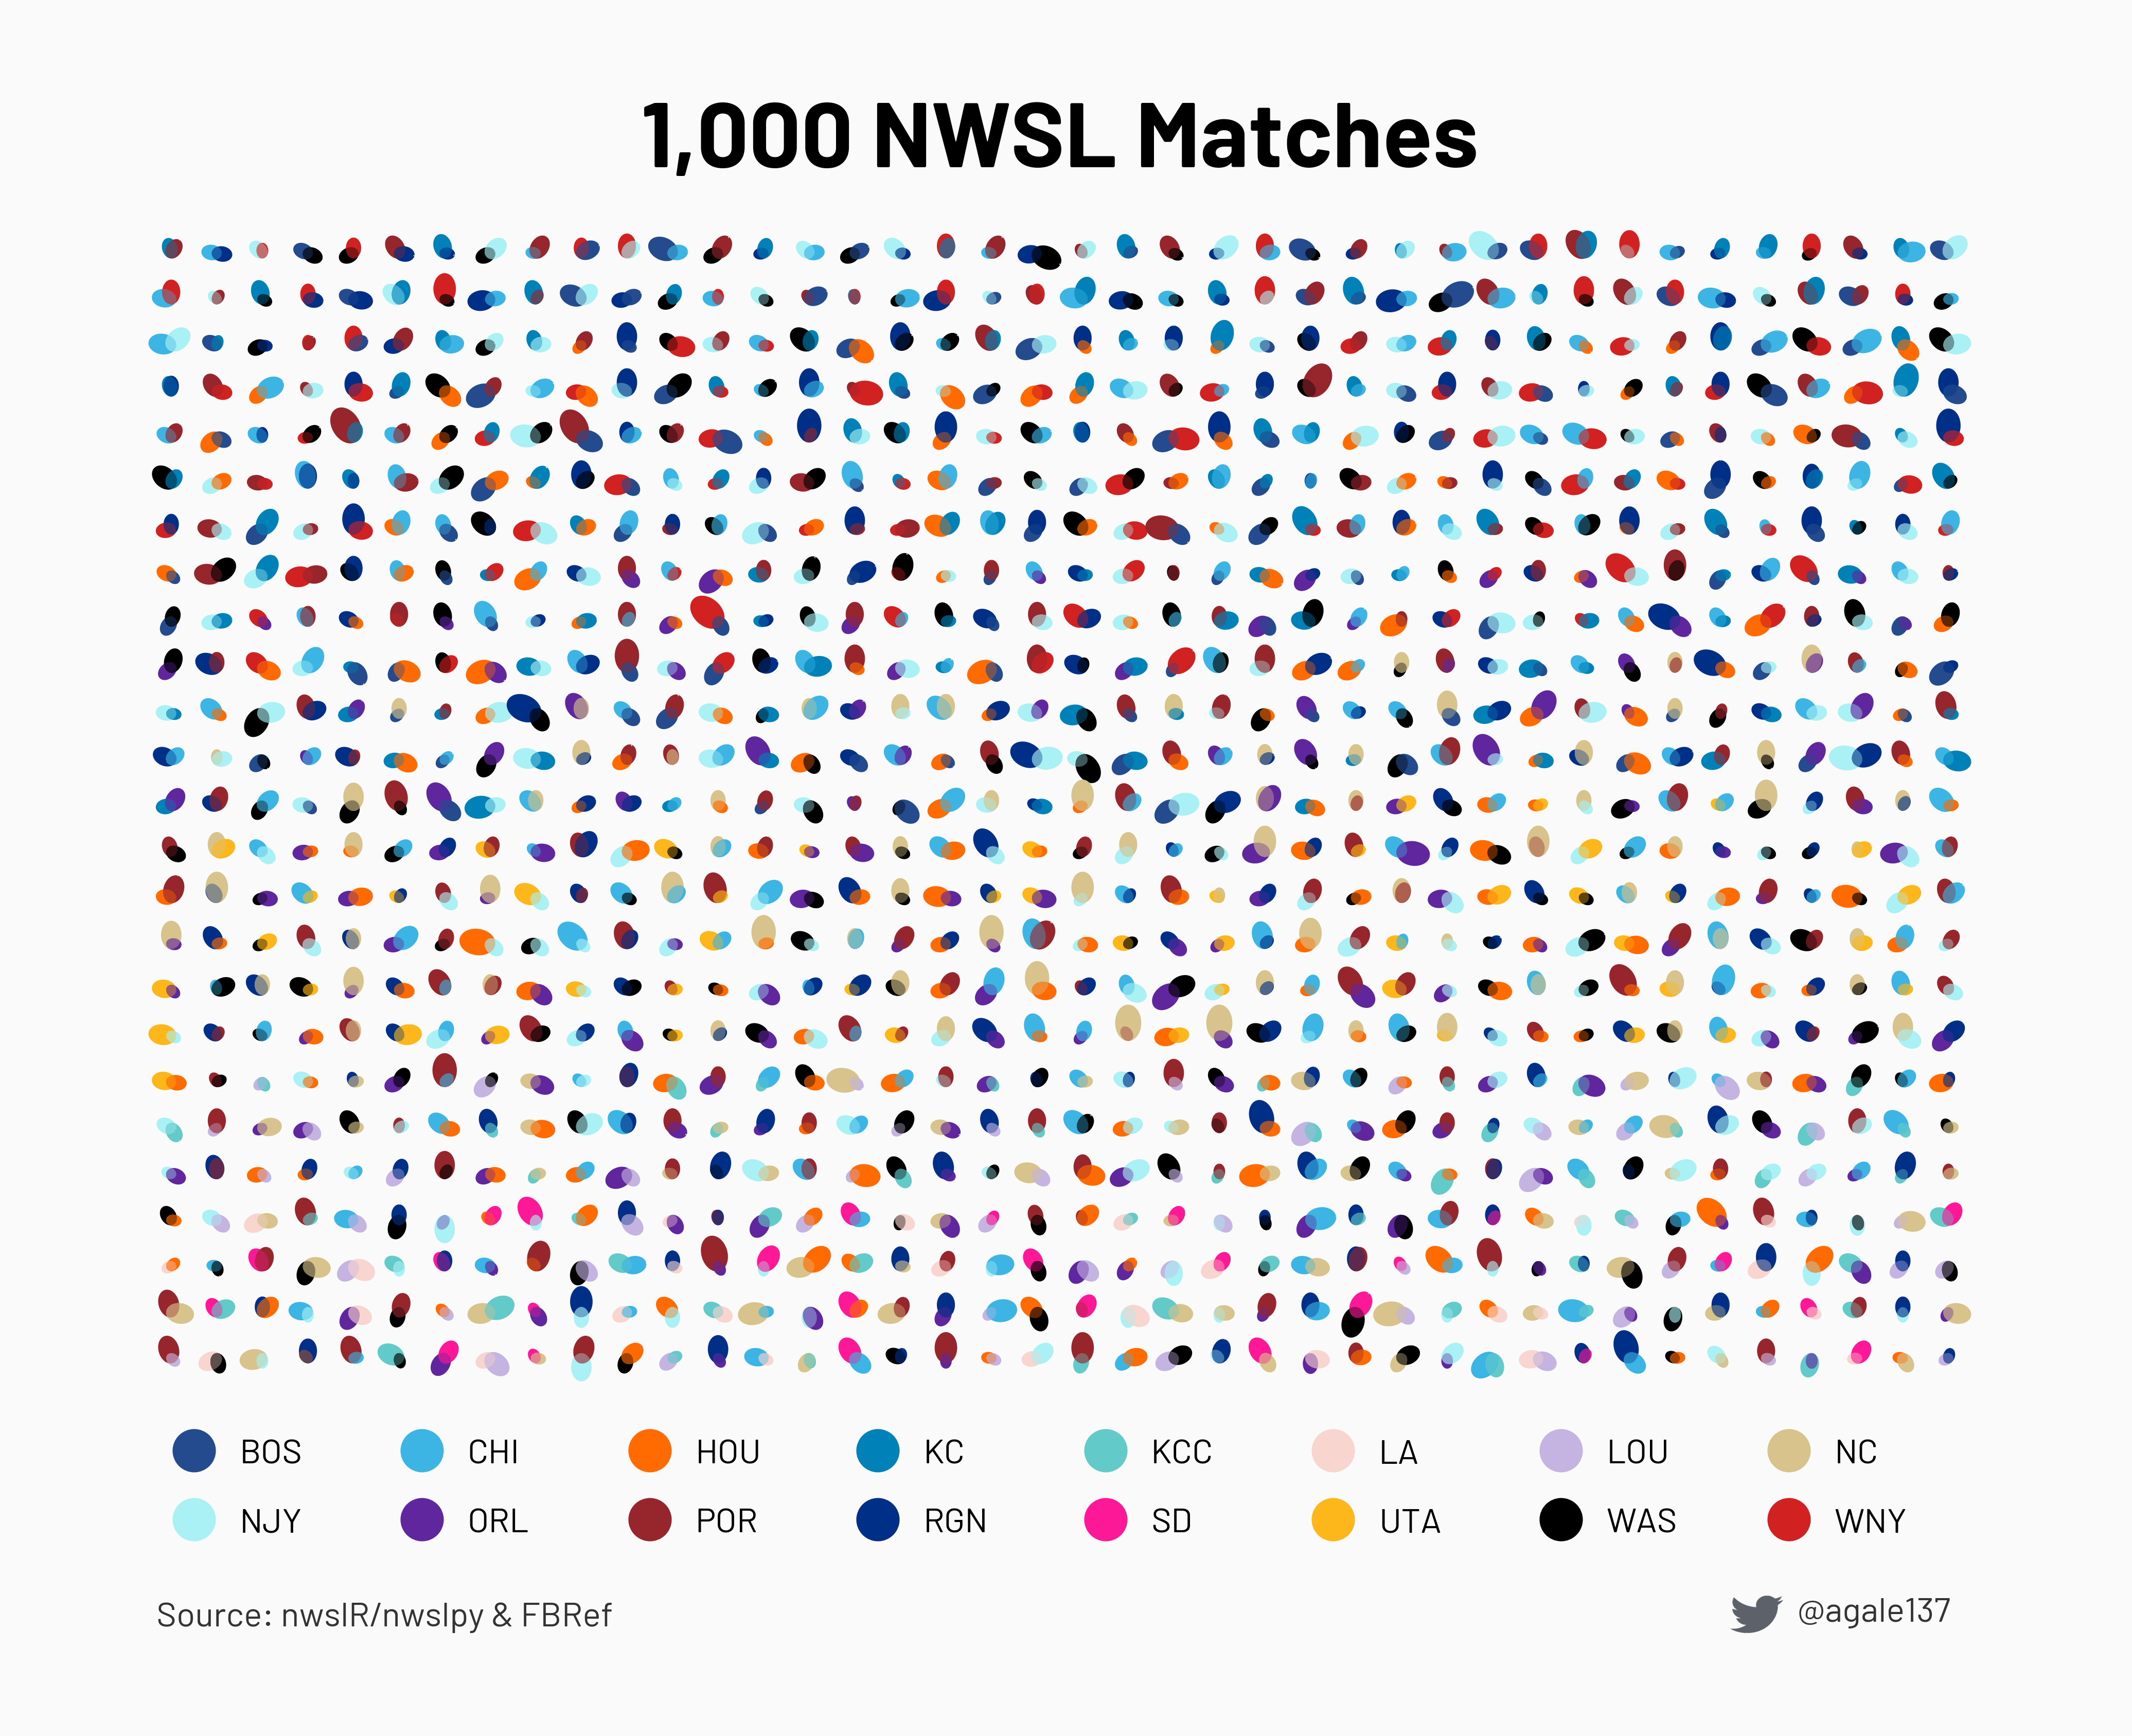 1,000 NWSL Matches
BOS CHI HOU KC KCC LA LOU NC
NJY ORL POR RGN SD UTA WAS WNY
Source: nwslR/nwslpy & FBRef @agale137